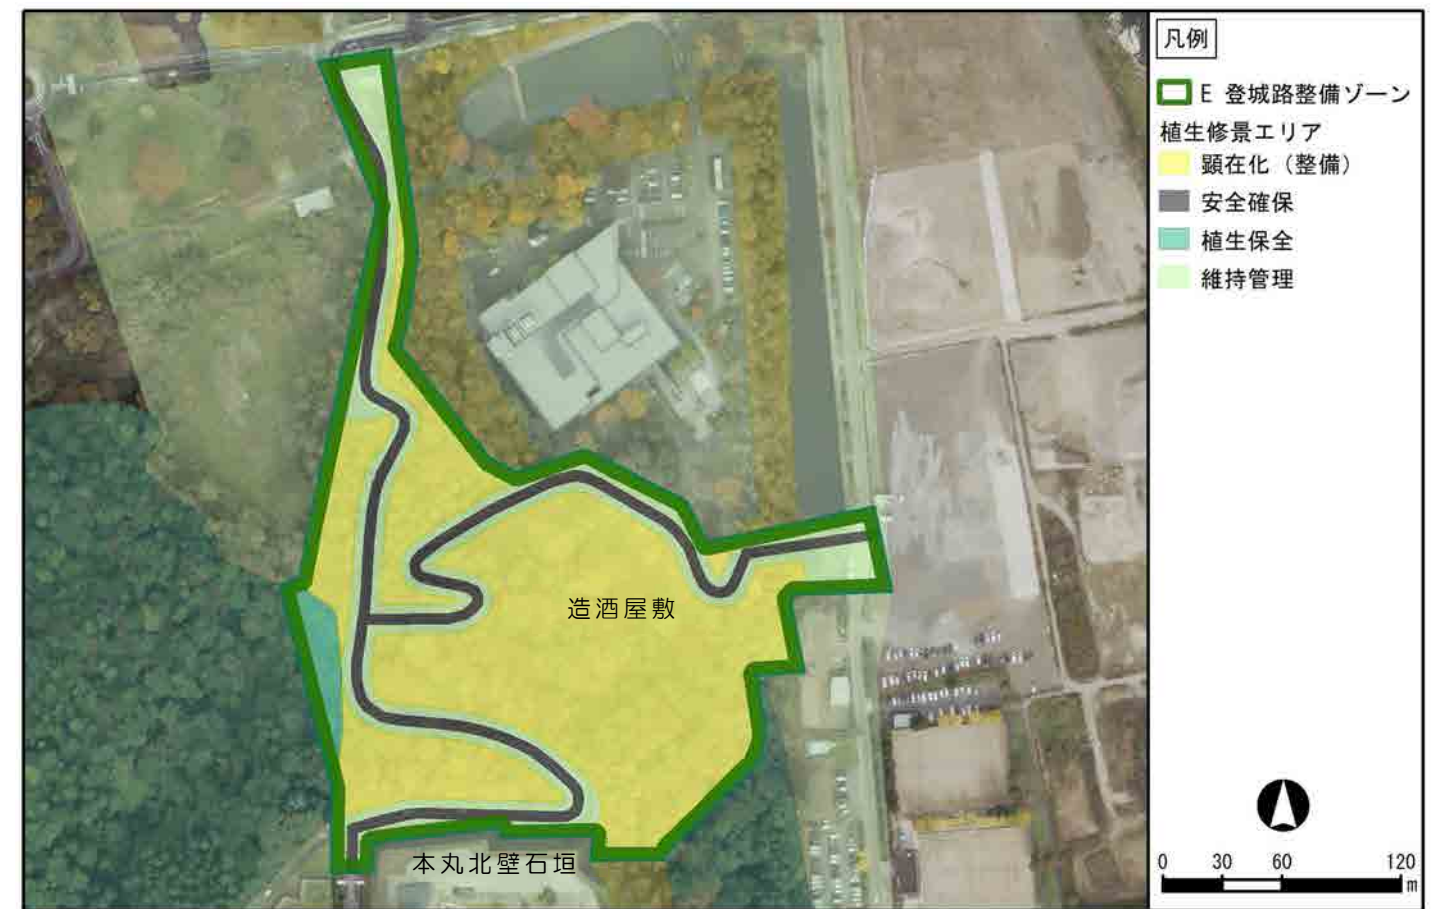 凡例
E 登城路整備ゾーン
植生修景エリア
顕在化（整備）
安全確保
植生保全
維持管理
造酒屋敷
本丸北壁石垣
0 30 60 120
m